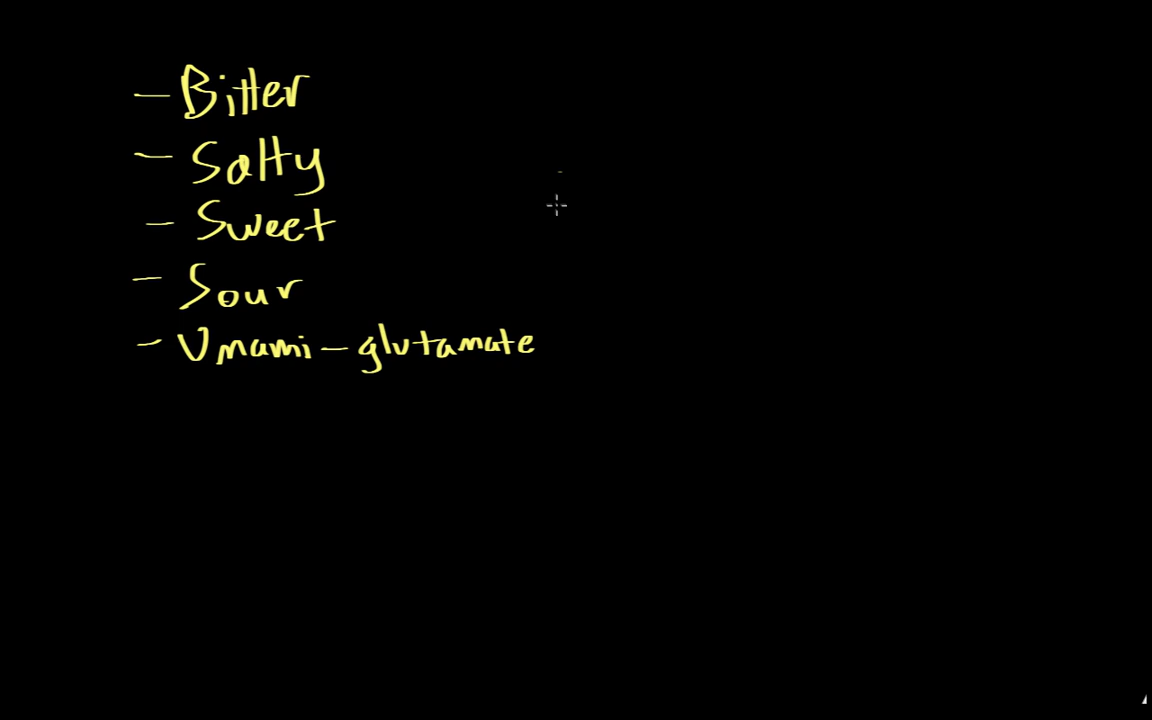 - Bitter
- Salty
- Sweet
- Sour
- Umami - glutamate